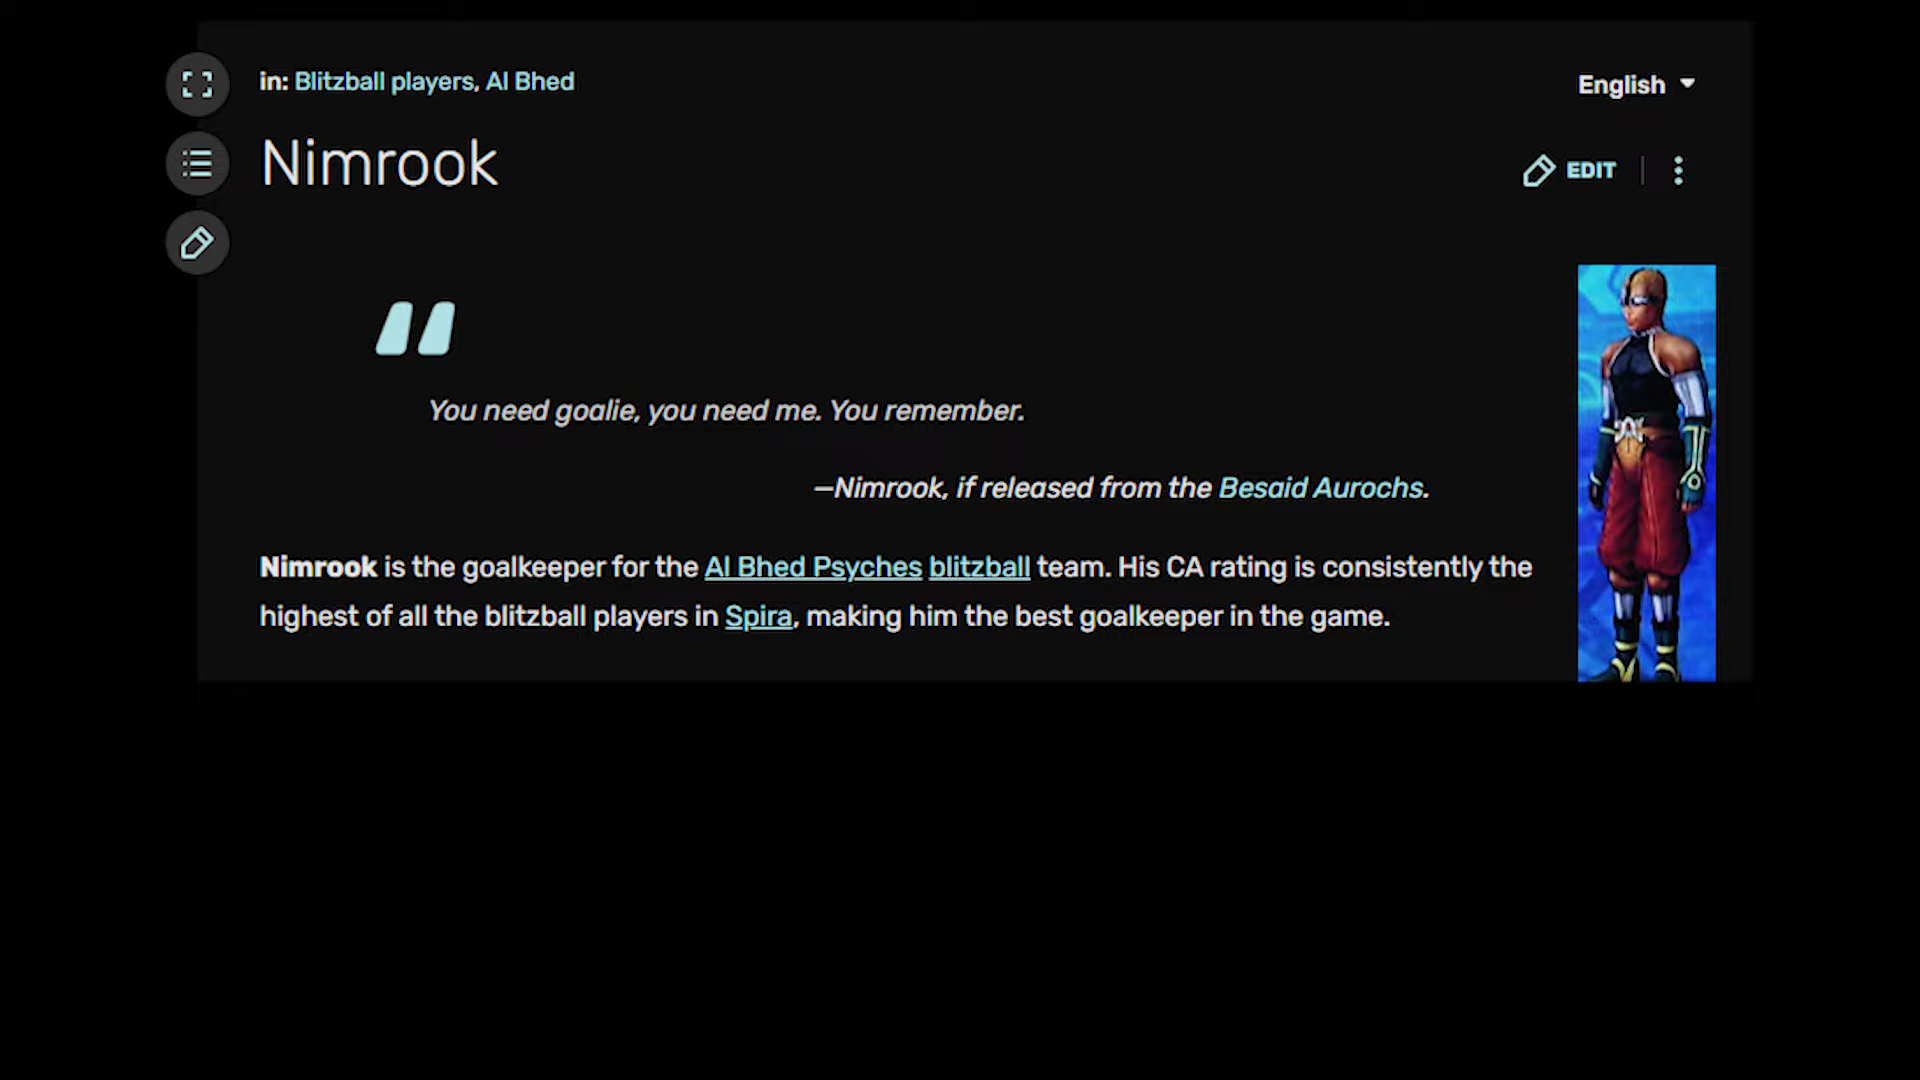 in: Blitzball players, Al Bhed
English
Nimrook
EDIT
You need goalie, you need me. You remember.
—Nimrook, if released from the Besaid Aurochs.
Nimrook is the goalkeeper for the Al Bhed Psyches blitzball team. His CA rating is consistently the
highest of all the blitzball players in Spira, making him the best goalkeeper in the game.